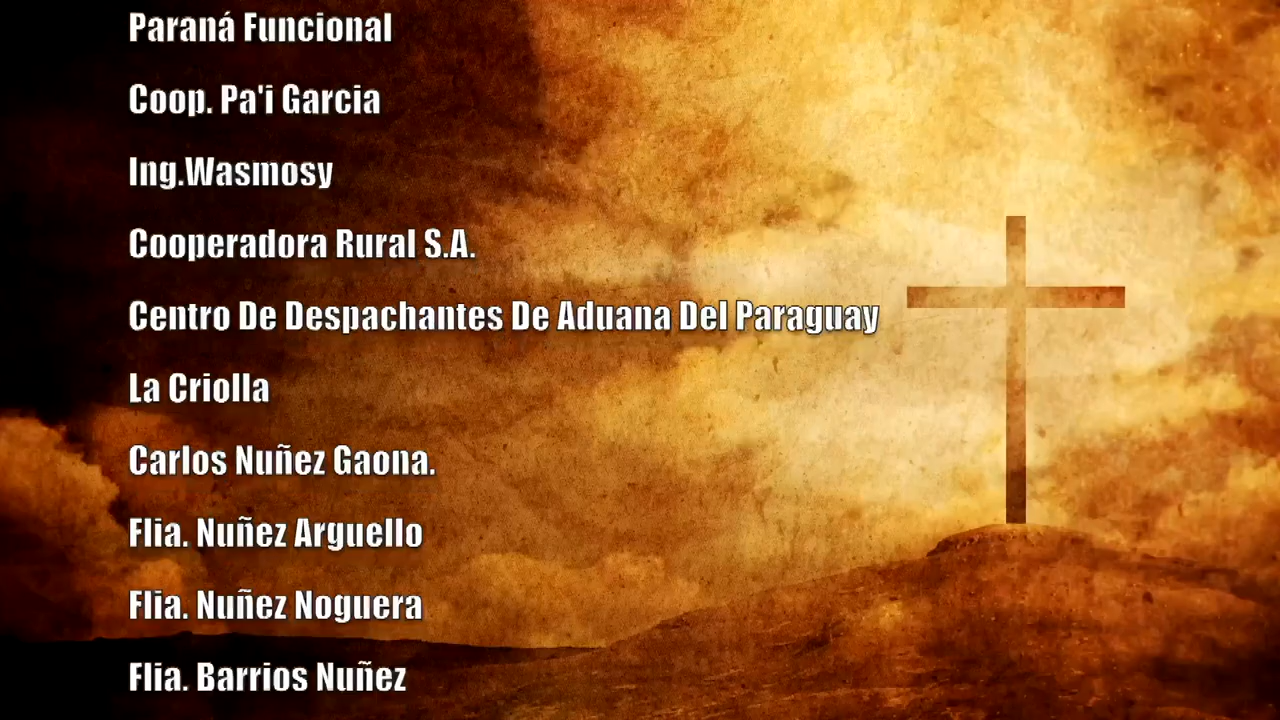 Paraná Funcional
Coop. Pa'i Garcia
Ing.Wasmosy
Cooperadora Rural S.A.
Centro De Despachantes De Aduana Del Paraguay
La Criolla
Carlos Nuñez Gaona.
Flia. Nuñez Arguello
Flia. Nuñez Noguera
Flia. Barrios Nuñez